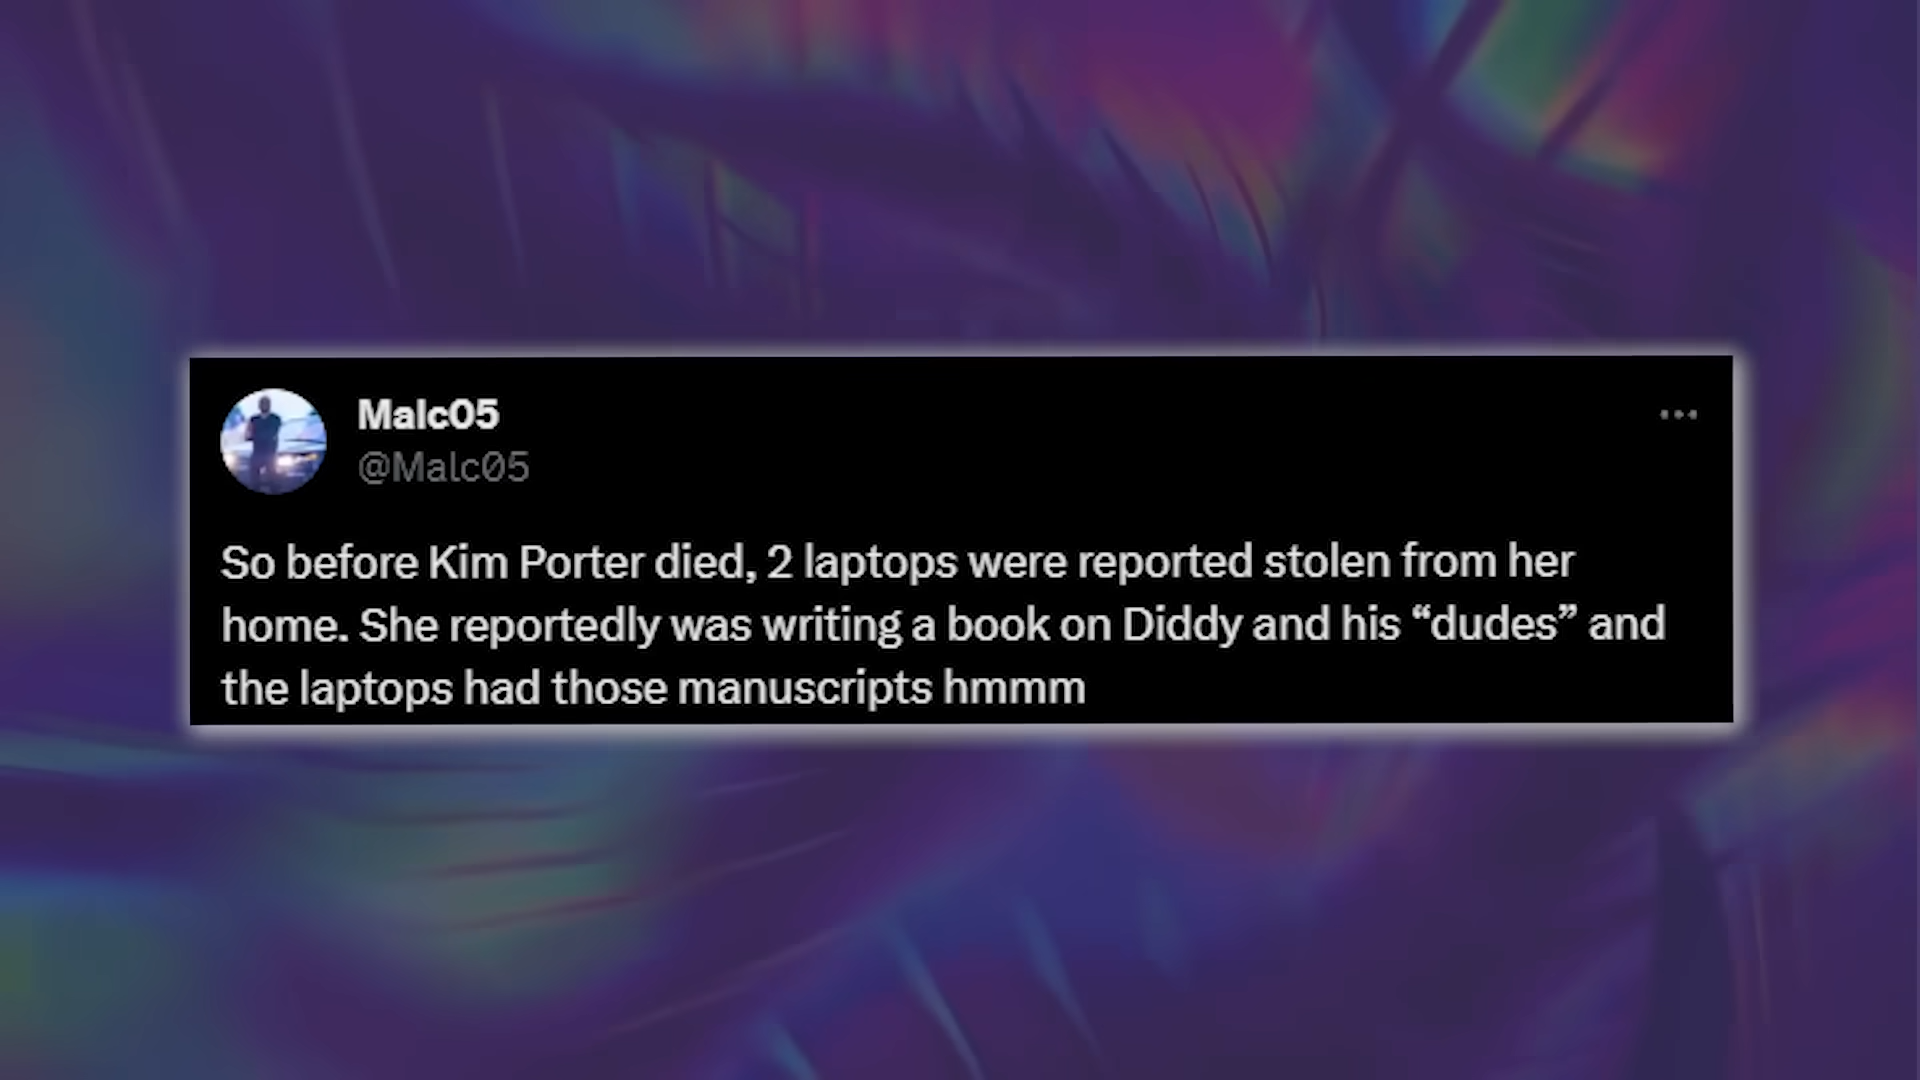 Malc05
@Malc05
So before Kim Porter died, 2 laptops were reported stolen from her
home. She reportedly was writing a book on Diddy and his “dudes” and
the laptops had those manuscripts hmmm